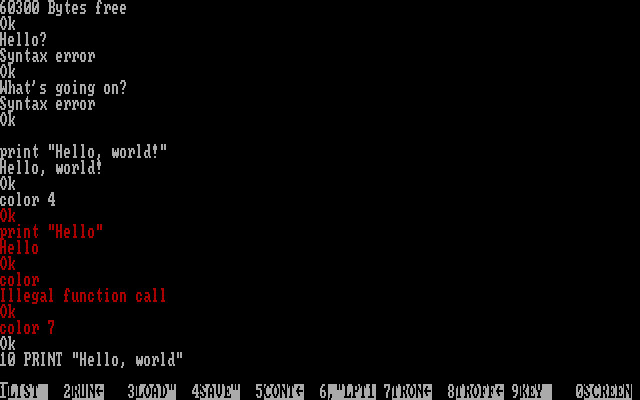 60300 Bytes free
Ok
Hello?
Syntax error
Ok
What's going on?
Syntax error
Ok
print "Hello, world!"
Hello, world!
Ok
color 4
Ok
print "Hello"
Hello
Ok
color
Illegal function call
Ok
color 7
Ok
10 PRINT "Hello, world"
1LIST 2RUN← 3LOAD" 4SAVE" 5CONT← 6,"LPT1 7TRON← 8TROFF← 9KEY 0SCREEN